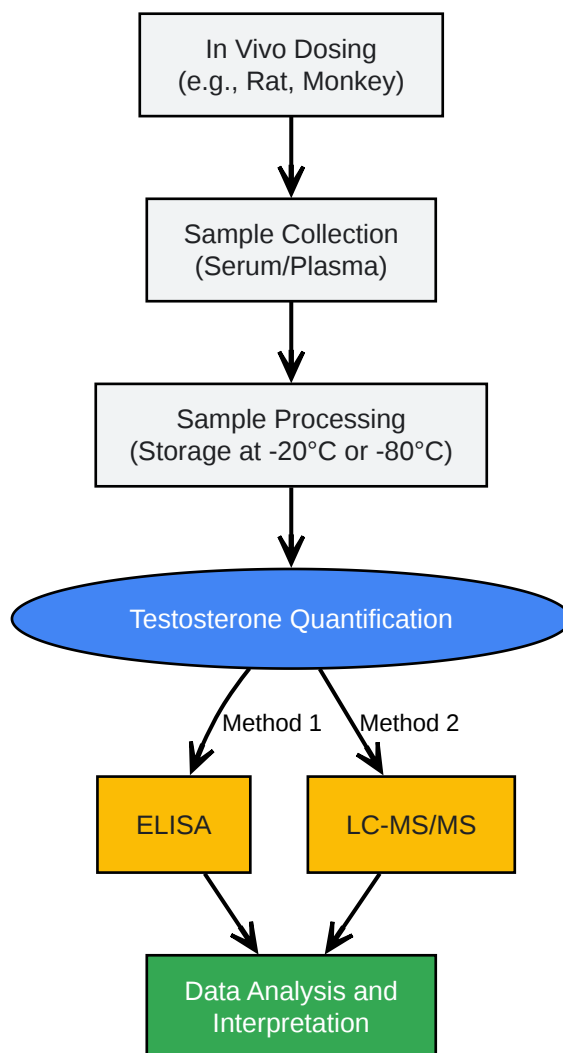 In Vivo Dosing
(e.g., Rat, Monkey)
Sample Collection
(Serum/Plasma)
Sample Processing
(Storage at -20°C or -80°C)
Testosterone Quantification
Method 1
Method 2
ELISA
LC-MS/MS
Data Analysis and
Interpretation